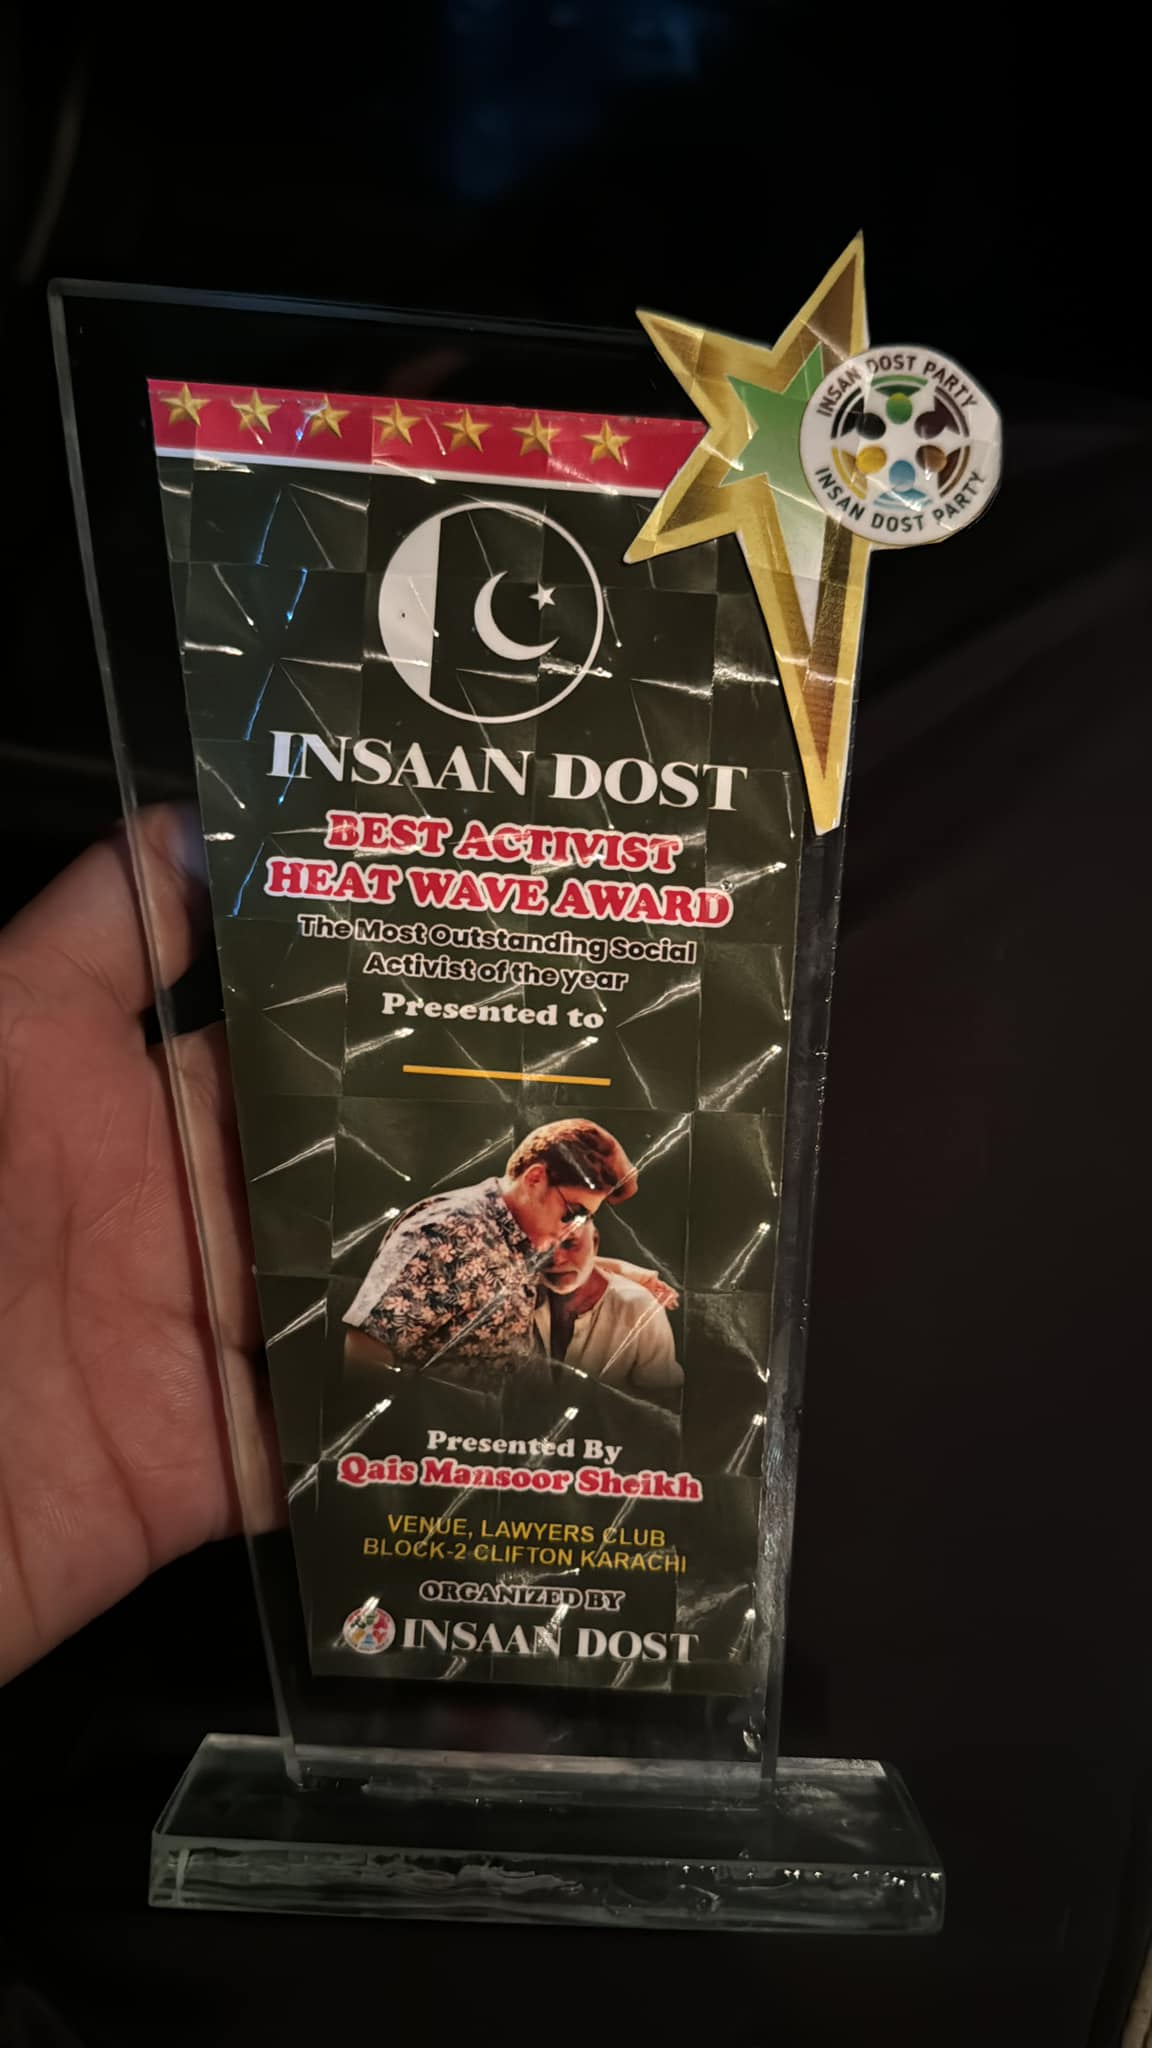 INSAN DOST PARTY
INSAN DOST PARTY
INSAAN DOST
BEST ACTIVIST
HEAT WAVE AWARD
The Most Outstanding Social
Activist of the year
Presented to
Presented By
Qais Mansoor Sheikh
VENUE, LAWYERS CLUB
BLOCK-2 CLIFTON KARACHI
ORGANIZED BY
INSAAN DOST